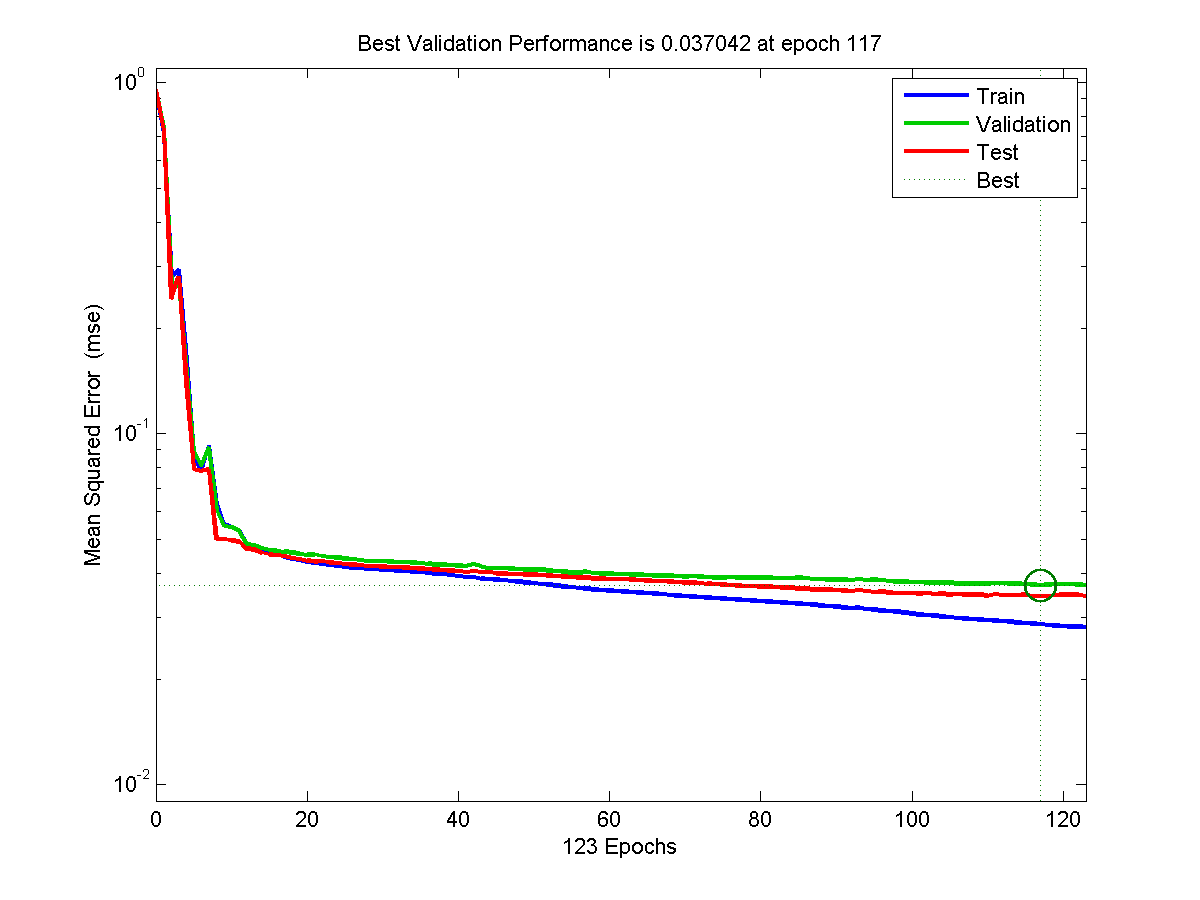 Best Validation Performance is 0.037042 at epoch 117
10^0
Train
Validation
Test
Best
Mean Squared Error  (mse)
10^-1
10^-2
0 20 40 60 80 100 120
123 Epochs